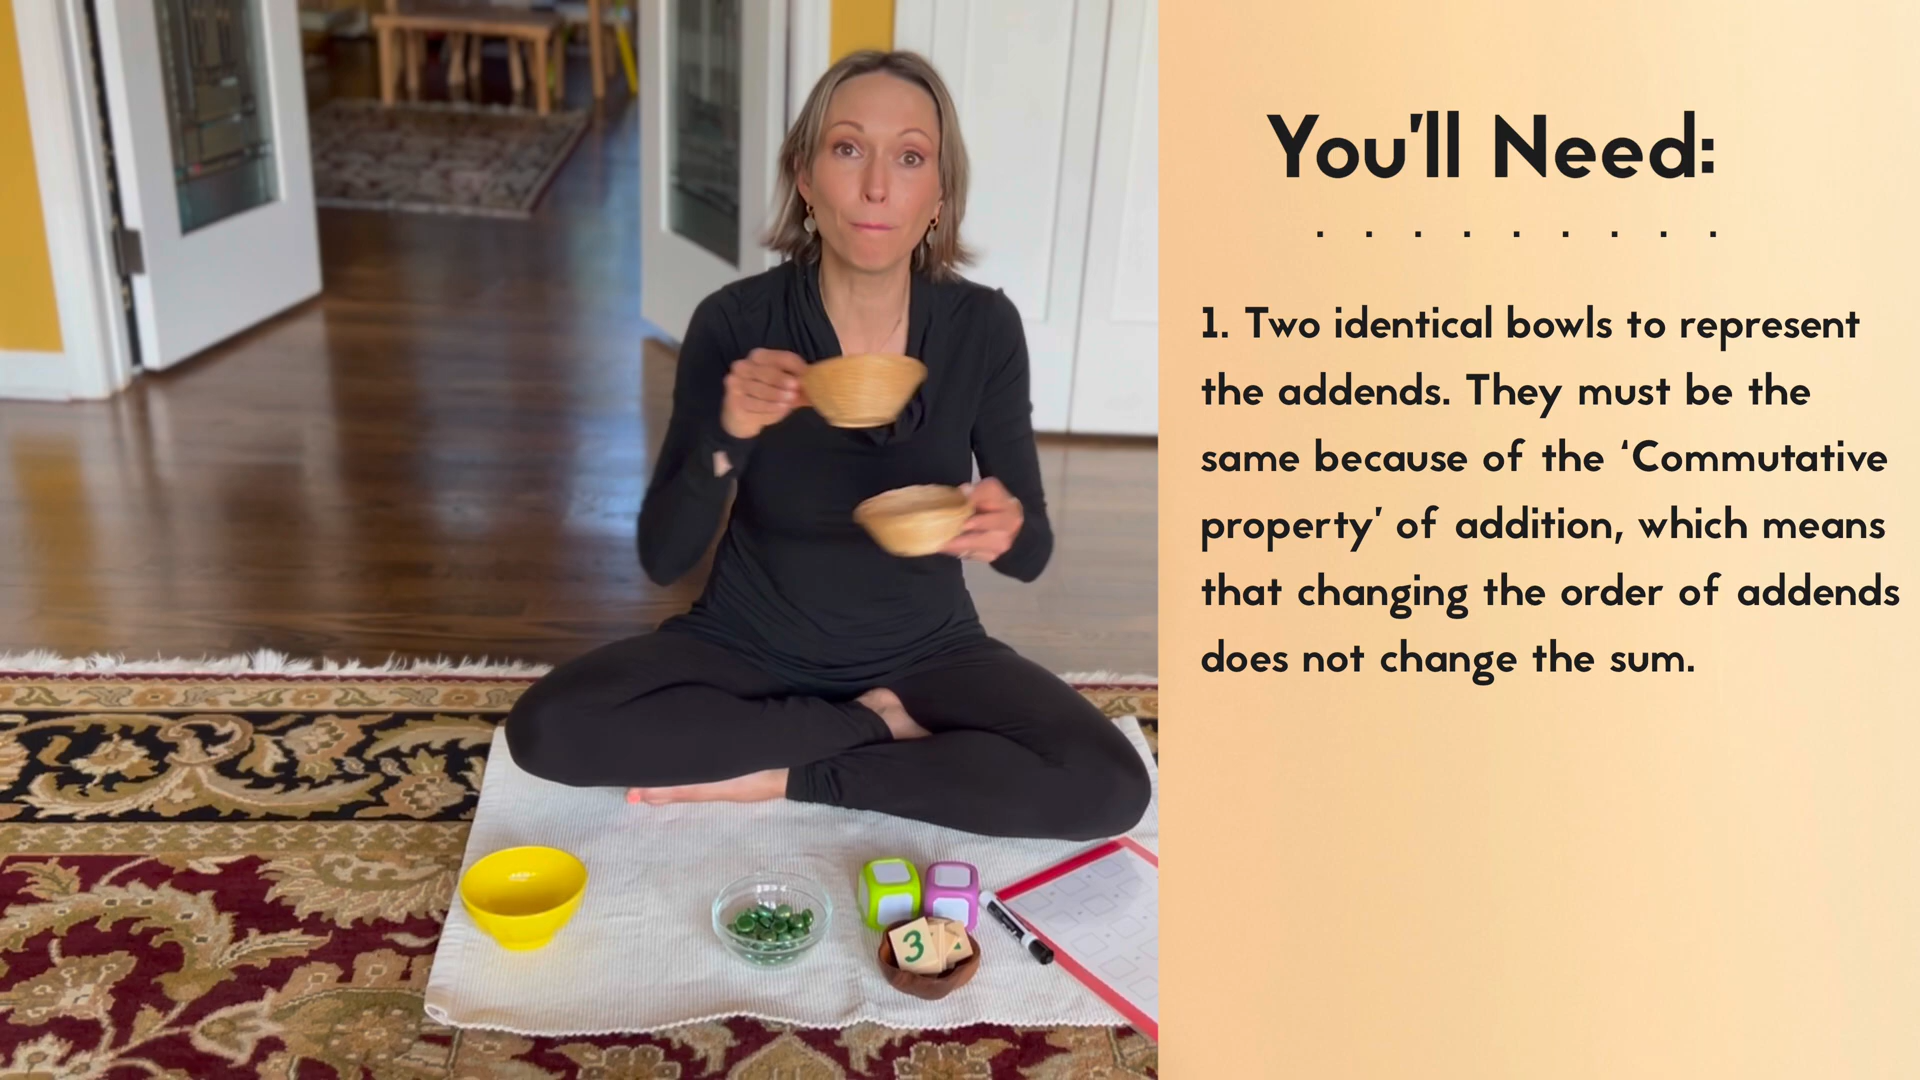 You'll Need:
1. Two identical bowls to represent
the addends. They must be the
same because of the ‘Commutative
property’ of addition, which means
that changing the order of addends
does not change the sum.
3